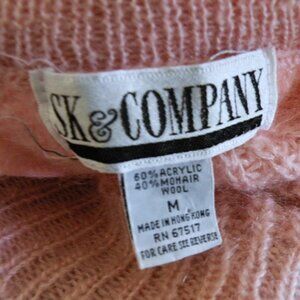 SK & COMPANY
60% ACRYLIC
40% MOHAIR
WOOL
M
MADE IN HONG KONG
RN 67517
FOR CARE SEE REVERSE